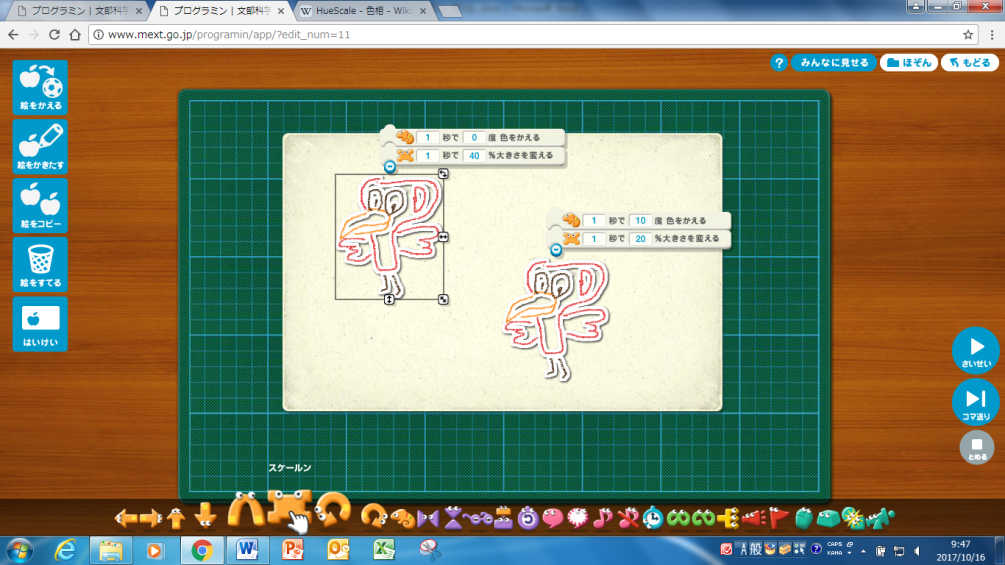 プログラミン | 文部科学
プログラミン | 文部科学
HueScale - 色相 - Wik
www.mext.go.jp/programin/app/?edit_num=11
? みんなに見せる ほぞん もどる
絵をかえる
絵をかきたす
絵をコピー
絵をすてる
はいけい
1 秒で 0 度 色をかえる
1 秒で 40 %大きさを変える
1 秒で 10 度 色をかえる
1 秒で 20 %大きさを変える
さいせい
コマ送り
とめる
スケールン
A 般
CAPS
KANA
9:47
2017/10/16